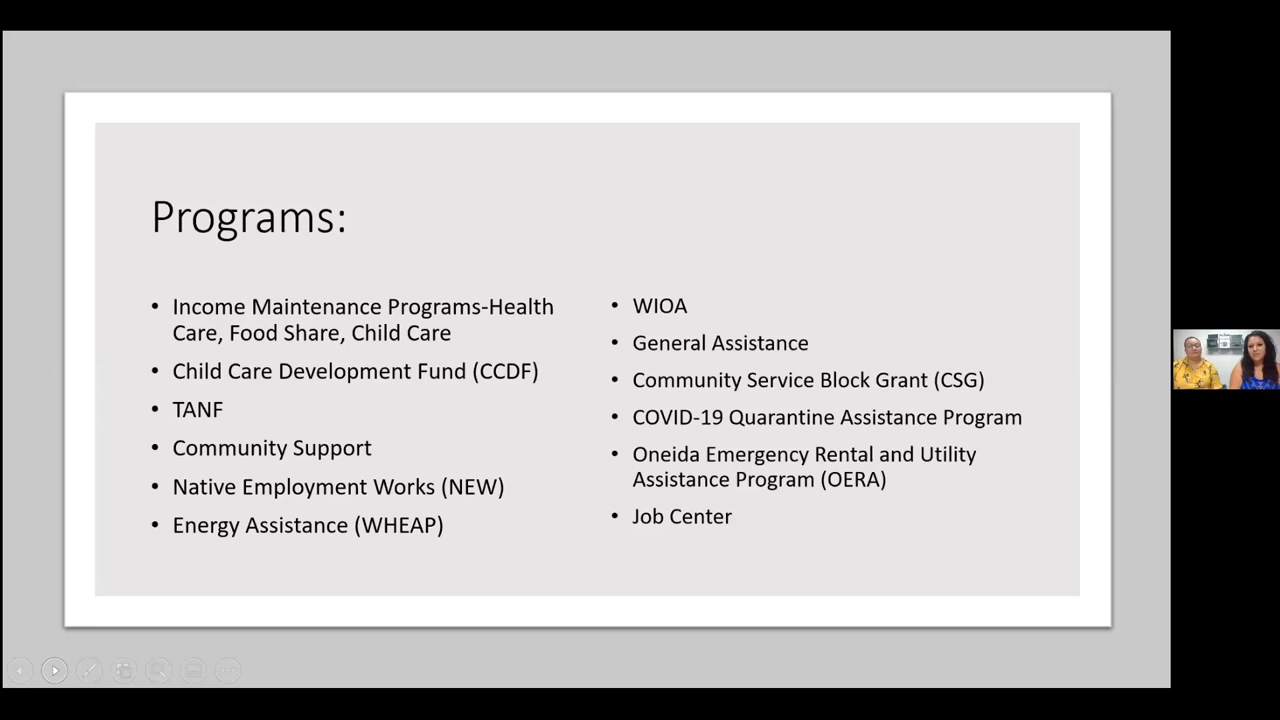 Programs:
• Income Maintenance Programs-Health
Care, Food Share, Child Care
• Child Care Development Fund (CCDF)
• TANF
• Community Support
• Native Employment Works (NEW)
• Energy Assistance (WHEAP)
• WIOA
• General Assistance
• Community Service Block Grant (CSG)
• COVID-19 Quarantine Assistance Program
• Oneida Emergency Rental and Utility
Assistance Program (OERA)
• Job Center